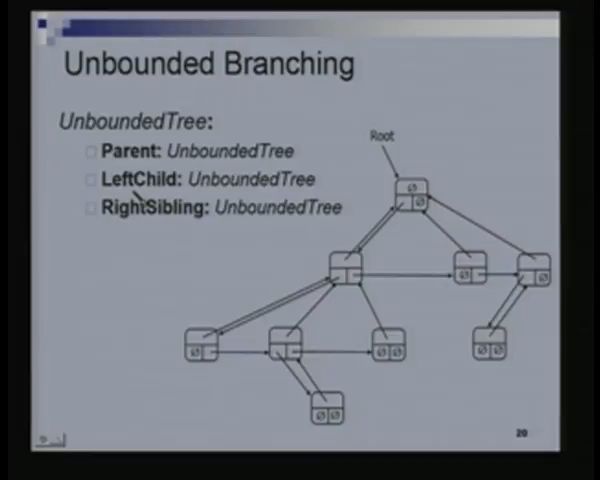 Unbounded Branching
UnboundedTree:
Parent: UnboundedTree
LeftChild: UnboundedTree
RightSibling: UnboundedTree
Root
Ø
Ø
Ø
Ø
Ø
Ø Ø
Ø Ø
Ø Ø
20